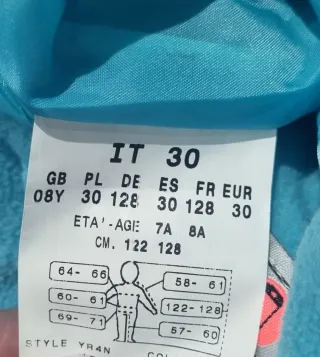 IT 30
GB PL DE ES FR EUR
08Y 30 128 30 128 30
ETA'-AGE 7A 8A
CM. 122 128
64- 66 58- 61
60- 61 122-128
69- 71 57- 60
STYLE YR4N